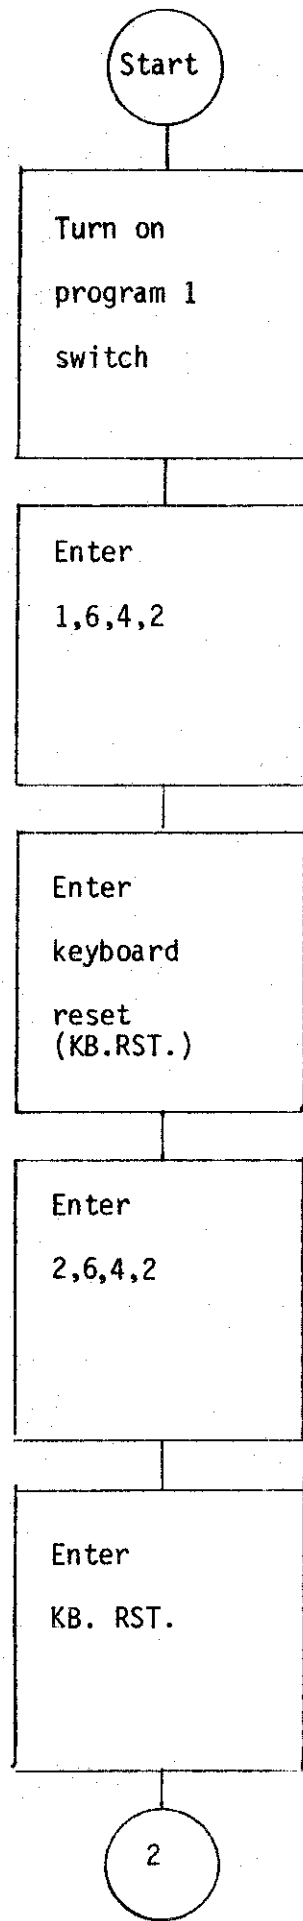 Start
Turn on
program 1
switch
Enter
1,6,4,2
Enter
keyboard
reset
(KB.RST.)
Enter
2,6,4,2
Enter
KB. RST.
2